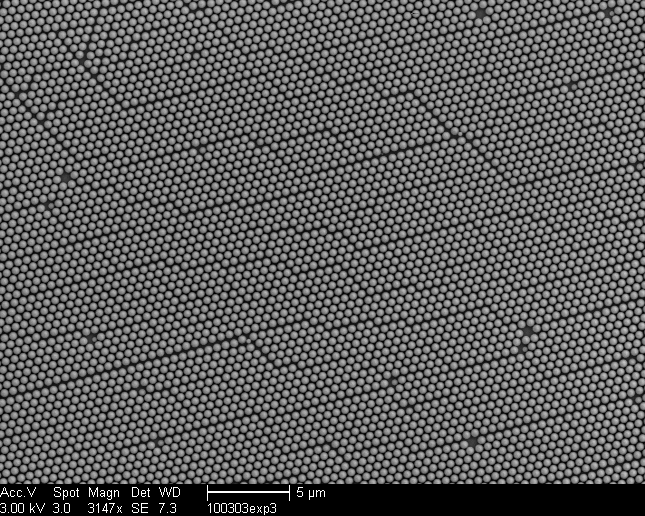 Acc.V Spot Magn Det WD 5 µm
3.00 kV 3.0 3147x SE 7.3 100303exp3